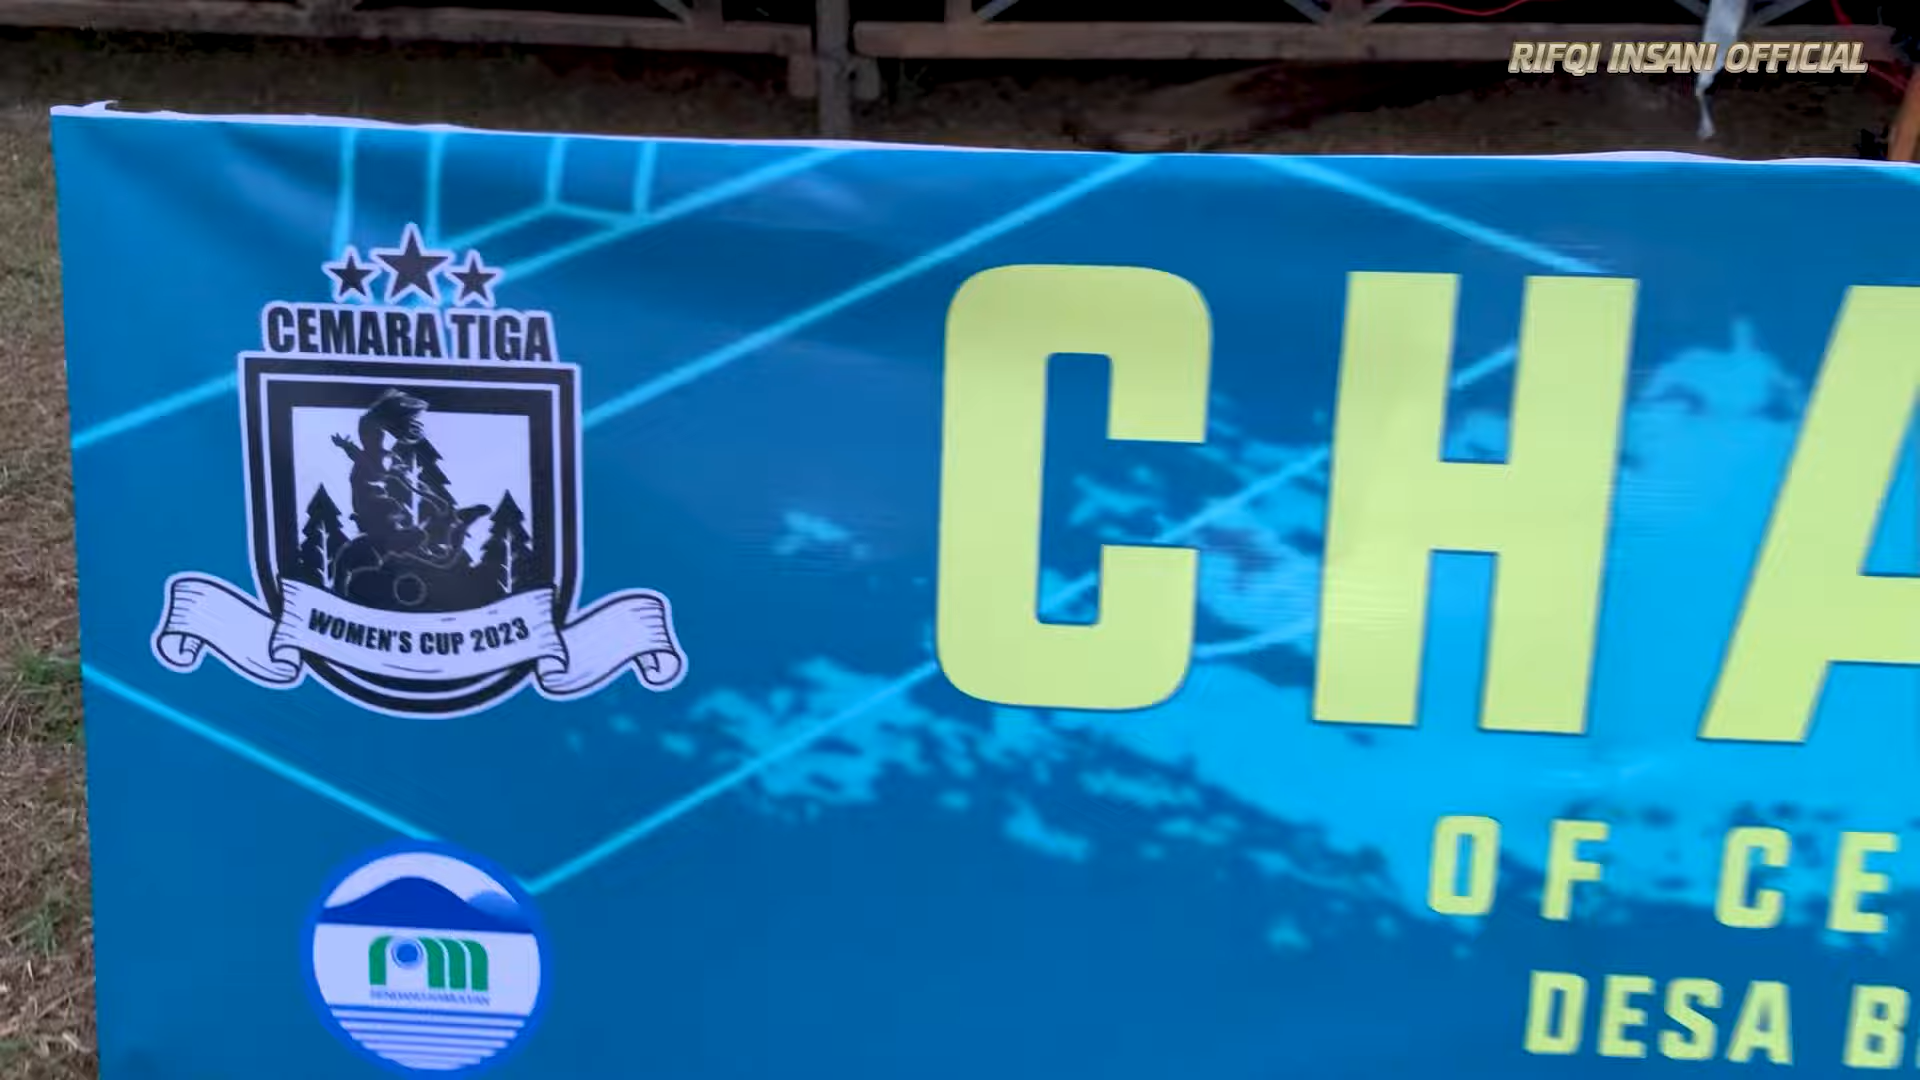 RIFQI INSANI OFFICIAL
CEMARA TIGA
WOMEN'S CUP 2023
CHA
OF CE
DESA B